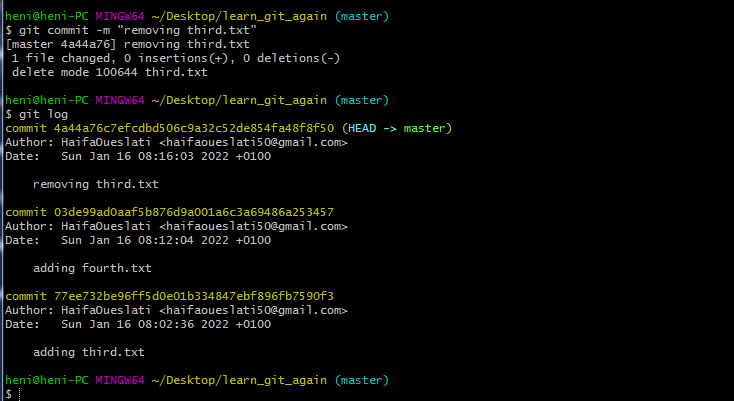 heni@heni-PC MINGW64 ~/Desktop/learn_git_again (master)
$ git commit -m "removing third.txt"
[master 4a44a76] removing third.txt
 1 file changed, 0 insertions(+), 0 deletions(-)
 delete mode 100644 third.txt

heni@heni-PC MINGW64 ~/Desktop/learn_git_again (master)
$ git log
commit 4a44a76c7efcdbd506c9a32c52de854fa48f8f50 (HEAD -> master)
Author: HaifaOueslati <haifaoueslati50@gmail.com>
Date:   Sun Jan 16 08:16:03 2022 +0100

    removing third.txt

commit 03de99ad0aaf5b876d9a001a6c3a69486a253457
Author: HaifaOueslati <haifaoueslati50@gmail.com>
Date:   Sun Jan 16 08:12:04 2022 +0100

    adding fourth.txt

commit 77ee732be96ff5d0e01b334847ebf896fb7590f3
Author: HaifaOueslati <haifaoueslati50@gmail.com>
Date:   Sun Jan 16 08:02:36 2022 +0100

    adding third.txt

heni@heni-PC MINGW64 ~/Desktop/learn_git_again (master)
$